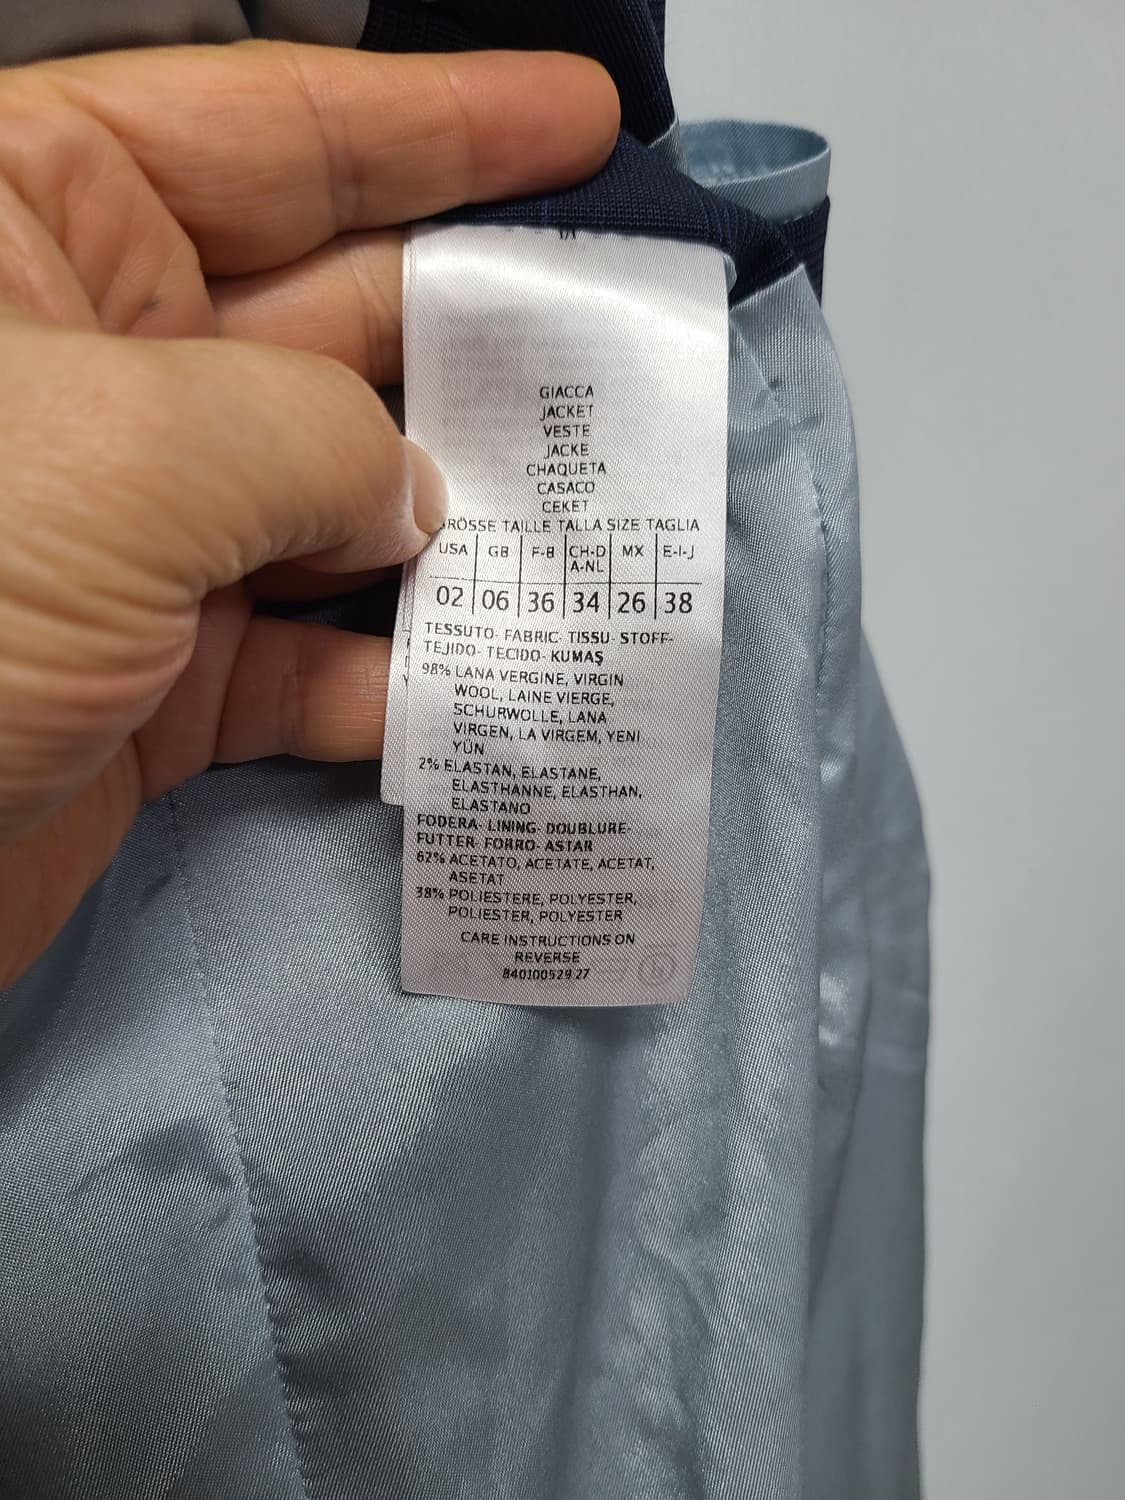 GIACCA
JACKET
VESTE
JACKE
CHAQUETA
CASACO
CEKET
RÖSSE TAILLE TALLA SIZE TAGLIA
USA GB F-B CH-D A-NL MX E-I-J
02 06 36 34 26 38
TESSUTO- FABRIC- TISSU- STOFF-
TEJIDO- TECIDO- KUMAŞ
98% LANA VERGINE, VIRGIN
WOOL, LAINE VIERGE,
SCHURWOLLE, LANA
VIRGEN, LA VIRGEM, YENI
YÜN
2% ELASTAN, ELASTANE,
ELASTHANNE, ELASTHAN,
ELASTANO
FODERA- LINING- DOUBLURE-
FUTTER- FORRO- ASTAR
62% ACETATO, ACETATE, ACETAT,
ASETAT
38% POLIESTERE, POLYESTER,
POLIESTER, POLYESTER
CARE INSTRUCTIONS ON
REVERSE
840100529 27